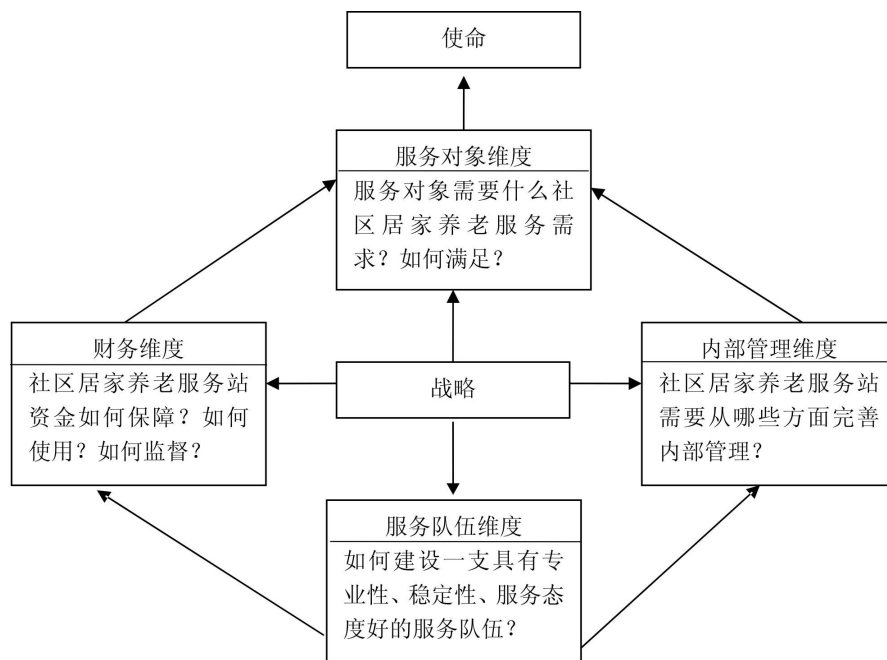 使命
服务对象维度
服务对象需要什么社
区居家养老服务需
求？如何满足？
财务维度
社区居家养老服务站
资金如何保障？如何
使用？如何监督？
战略
内部管理维度
社区居家养老服务站
需要从哪些方面完善
内部管理？
服务队伍维度
如何建设一支具有专
业性、稳定性、服务态
度好的服务队伍？